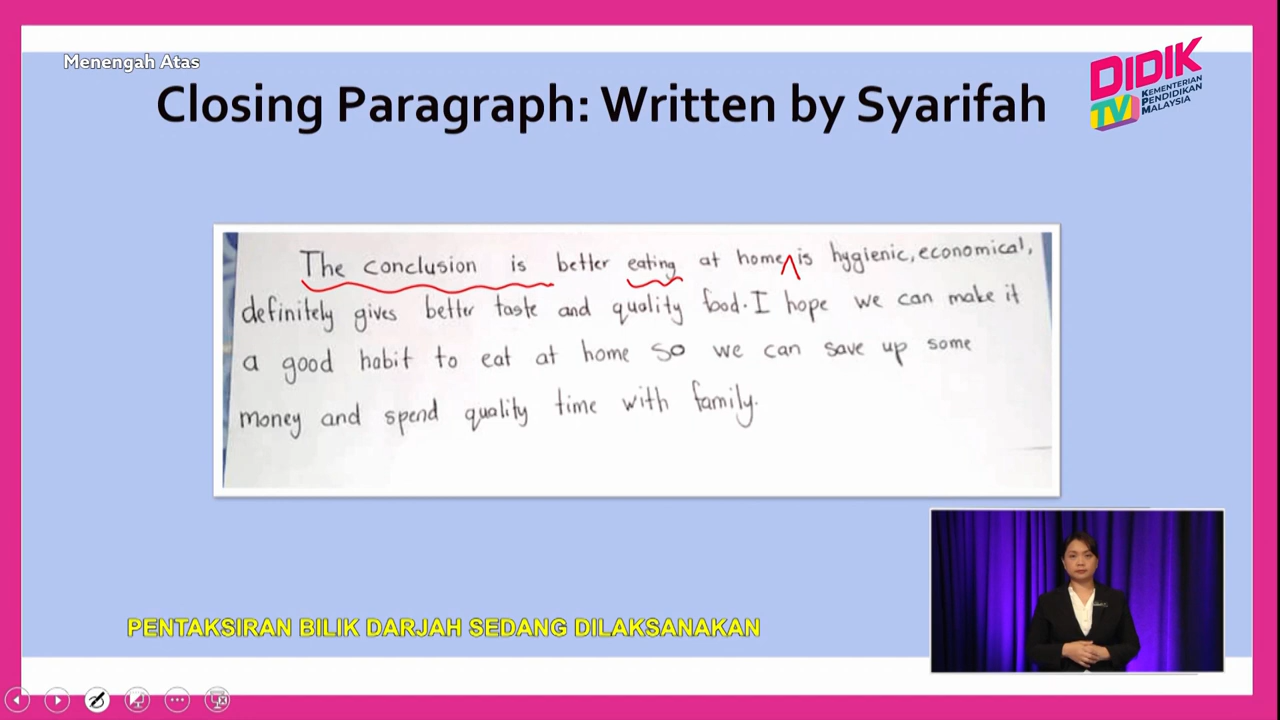 Menengah Atas
DIDIK
TV
KEMENTERIAN
PENDIDIKAN
MALAYSIA
Closing Paragraph: Written by Syarifah
The conclusion is better eating at home is hygienic, economical,
definitely gives better taste and quality food. I hope we can make it
a good habit to eat at home so we can save up some
money and spend quality time with family.
PENTAKSIRAN BILIK DARJAH SEDANG DILAKSANAKAN